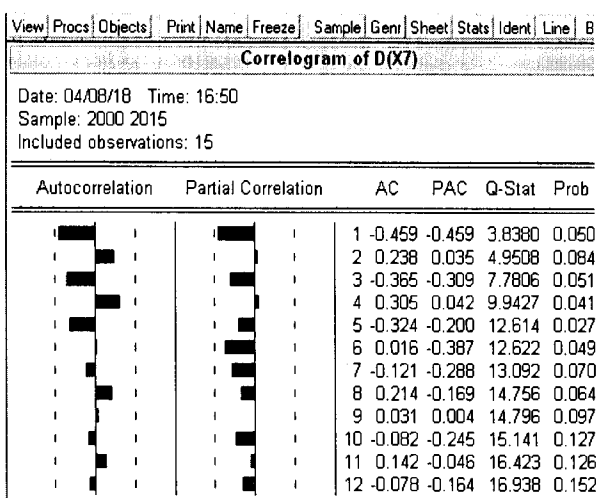 View Procs Objects Print Name Freeze Sample Genr Sheet Stats Ident Line B
Correlogram of D(X7)
Date: 04/08/18 Time: 16:50
Sample: 2000 2015
Included observations: 15
Autocorrelation Partial Correlation AC PAC Q-Stat Prob
1 -0.459 -0.459 3.8380 0.050
2 0.238 0.035 4.9508 0.084
3 -0.365 -0.309 7.7806 0.051
4 0.305 0.042 9.9427 0.041
5 -0.324 -0.200 12.614 0.027
6 0.016 -0.387 12.622 0.049
7 -0.121 -0.288 13.092 0.070
8 0.214 -0.169 14.756 0.064
9 0.031 0.004 14.796 0.097
10 -0.082 -0.245 15.141 0.127
11 0.142 -0.046 16.423 0.126
12 -0.078 -0.164 16.938 0.152